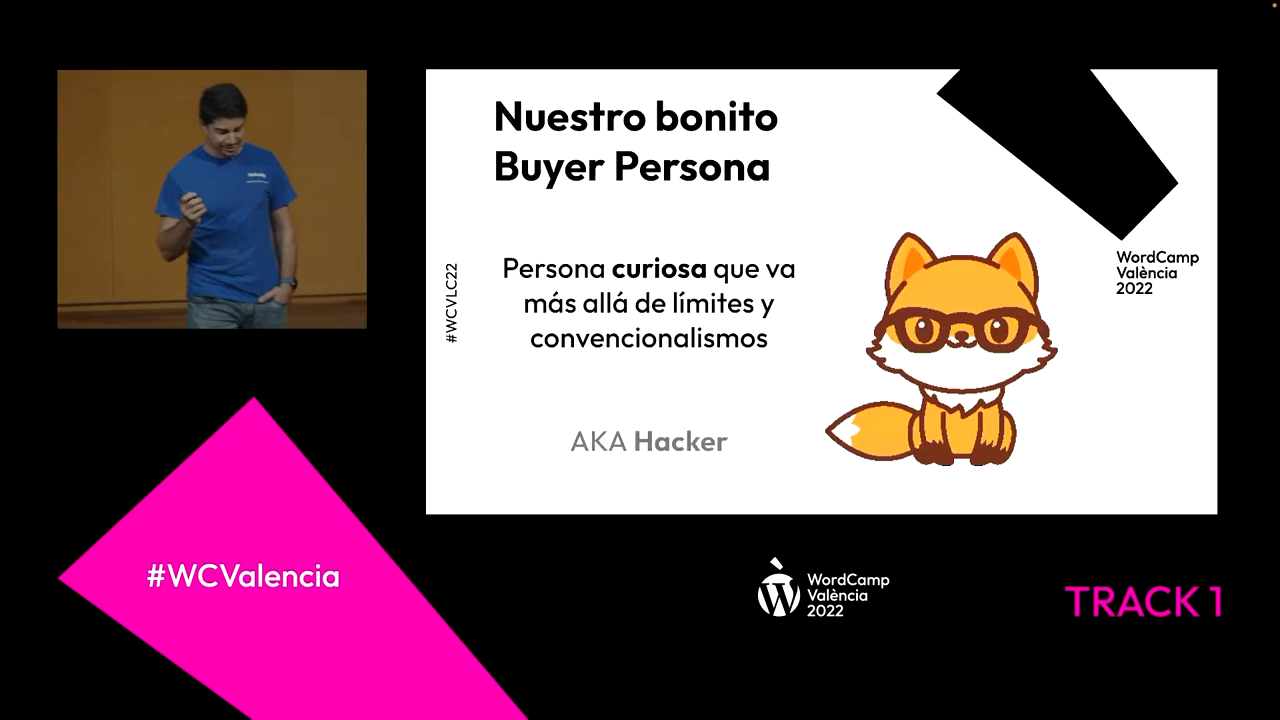 Nuestro bonito
Buyer Persona
Persona curiosa que va
más allá de límites y
convencionalismos
AKA Hacker
#WCVLC22
WordCamp
València
2022
#WCValencia
WordCamp
València
2022
TRACK 1